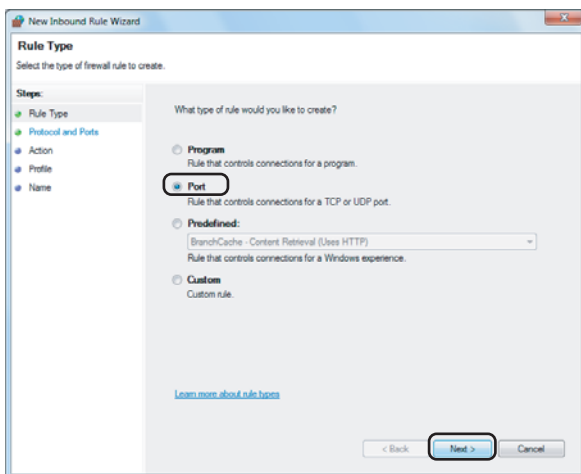 New Inbound Rule Wizard
Rule Type
Select the type of firewall rule to create.
Steps:
Rule Type
Protocol and Ports
Action
Profile
Name
What type of rule would you like to create?
Program
Rule that controls connections for a program.
Port
Rule that controls connections for a TCP or UDP port.
Predefined:
BranchCache - Content Retrieval (Uses HTTP)
Rule that controls connections for a Windows experience.
Custom
Custom rule.
Learn more about rule types
< Back
Next >
Cancel